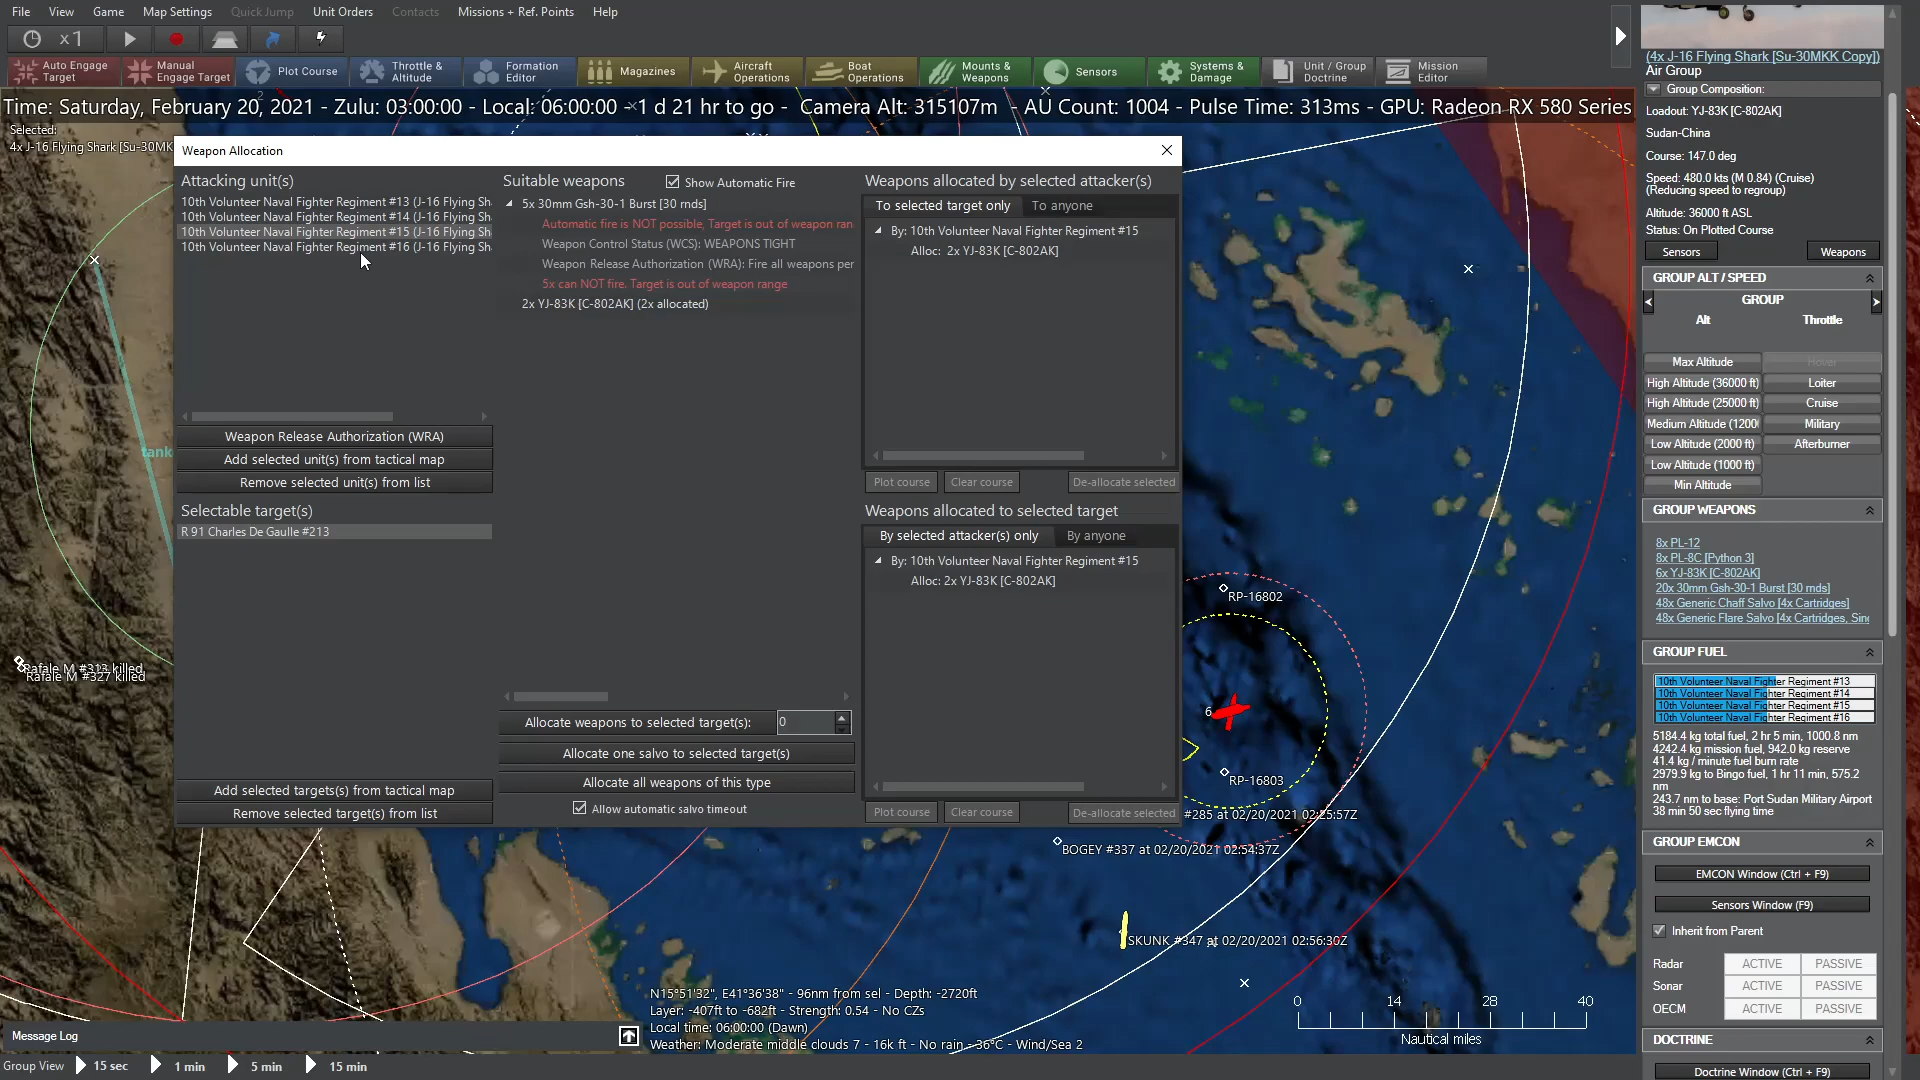 File View Game Map Settings Quick Jump Unit Orders Contacts Missions + Ref. Points Help
x1
Auto Engage Target
Manual Engage Target
Plot Course
Throttle & Altitude
Formation Editor
Magazines
Aircraft Operations
Boat Operations
Mounts & Weapons
Sensors
Systems & Damage
Unit / Group Doctrine
Mission Editor
Time: Saturday, February 20, 2021 - Zulu: 03:00:00 - Local: 06:00:00 - 1 d 21 hr to go - Camera Alt: 315107m - AU Count: 1004 - Pulse Time: 313ms - GPU: Radeon RX 580 Series
Selected:
4x J-16 Flying Shark [Su-30MK
Weapon Allocation
Attacking unit(s)
10th Volunteer Naval Fighter Regiment #13 (J-16 Flying Sh
10th Volunteer Naval Fighter Regiment #14 (J-16 Flying Sh
10th Volunteer Naval Fighter Regiment #15 (J-16 Flying Sh
10th Volunteer Naval Fighter Regiment #16 (J-16 Flying Sh
Weapon Release Authorization (WRA)
Add selected unit(s) from tactical map
Remove selected unit(s) from list
Selectable target(s)
R 91 Charles De Gaulle #213
Add selected targets(s) from tactical map
Remove selected target(s) from list
Suitable weapons
Show Automatic Fire
5x 30mm Gsh-30-1 Burst [30 rnds]
Automatic fire is NOT possible, Target is out of weapon ran
Weapon Control Status (WCS): WEAPONS TIGHT
Weapon Release Authorization (WRA): Fire all weapons per
5x can NOT fire. Target is out of weapon range
2x YJ-83K [C-802AK] (2x allocated)
Allocate weapons to selected target(s): 0
Allocate one salvo to selected target(s)
Allocate all weapons of this type
Allow automatic salvo timeout
Weapons allocated by selected attacker(s)
To selected target only To anyone
By: 10th Volunteer Naval Fighter Regiment #15
Alloc: 2x YJ-83K [C-802AK]
Plot course Clear course De-allocate selected
Weapons allocated to selected target
By selected attacker(s) only By anyone
By: 10th Volunteer Naval Fighter Regiment #15
Alloc: 2x YJ-83K [C-802AK]
Plot course Clear course De-allocate selected
tank
Rafale M #313 killed
Rafale M #327 killed
RP-16802
6
RP-16803
#285 at 02/20/2021 02:25:57Z
BOGEY #337 at 02/20/2021 02:54:37Z
SKUNK #347 at 02/20/2021 02:56:30Z
N15°51'32", E41°36'38" - 96nm from sel - Depth: -2720ft
Layer: -407ft to -682ft - Strength: 0.54 - No CZs
Local time: 06:00:00 (Dawn)
Weather: Moderate middle clouds 7 - 16k ft - No rain - 36°C - Wind/Sea 2
0 14 28 40
Nautical miles
Message Log
Group View 15 sec 1 min 5 min 15 min
(4x J-16 Flying Shark [Su-30MKK Copy])
Air Group
Group Composition:
Loadout: YJ-83K [C-802AK]
Sudan-China
Course: 147.0 deg
Speed: 480.0 kts (M 0.84) (Cruise)
(Reducing speed to regroup)
Altitude: 36000 ft ASL
Status: On Plotted Course
Sensors Weapons
GROUP ALT / SPEED
GROUP
Alt Throttle
Max Altitude Hover
High Altitude (36000 ft) Loiter
High Altitude (25000 ft) Cruise
Medium Altitude (1200 Military
Low Altitude (2000 ft) Afterburner
Low Altitude (1000 ft)
Min Altitude
GROUP WEAPONS
8x PL-12
8x PL-8C [Python 3]
6x YJ-83K [C-802AK]
20x 30mm Gsh-30-1 Burst [30 rnds]
48x Generic Chaff Salvo [4x Cartridges]
48x Generic Flare Salvo [4x Cartridges, Sin
GROUP FUEL
10th Volunteer Naval Fighter Regiment #13
10th Volunteer Naval Fighter Regiment #14
10th Volunteer Naval Fighter Regiment #15
10th Volunteer Naval Fighter Regiment #16
5184.4 kg total fuel, 2 hr 5 min, 1000.8 nm
4242.4 kg mission fuel, 942.0 kg reserve
41.4 kg / minute fuel burn rate
2979.9 kg to Bingo fuel, 1 hr 11 min, 575.2
nm
243.7 nm to base: Port Sudan Military Airport
38 min 50 sec flying time
GROUP EMCON
EMCON Window (Ctrl + F9)
Sensors Window (F9)
Inherit from Parent
Radar ACTIVE PASSIVE
Sonar ACTIVE PASSIVE
OECM ACTIVE PASSIVE
DOCTRINE
Doctrine Window (Ctrl + F9)